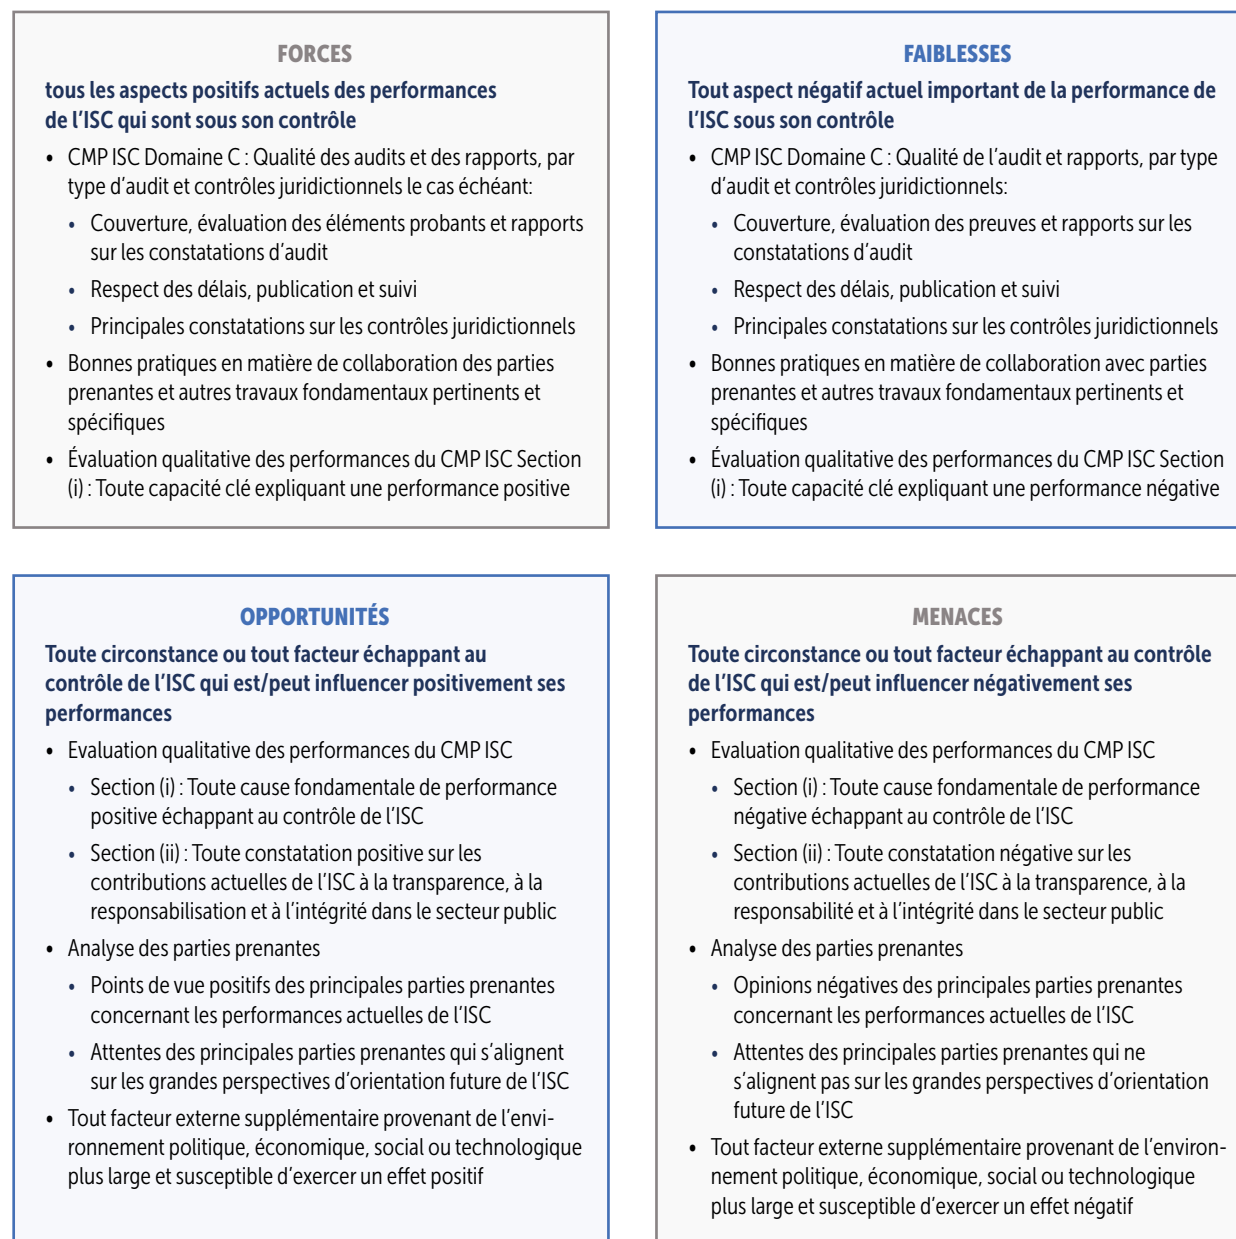 FORCES
tous les aspects positifs actuels des performances
de l'ISC qui sont sous son contrôle
• CMP ISC Domaine C : Qualité des audits et des rapports, par
type d'audit et contrôles juridictionnels le cas échéant:
• Couverture, évaluation des éléments probants et rapports
sur les constatations d'audit
• Respect des délais, publication et suivi
• Principales constatations sur les contrôles juridictionnels
• Bonnes pratiques en matière de collaboration des parties
prenantes et autres travaux fondamentaux pertinents et
spécifiques
• Évaluation qualitative des performances du CMP ISC Section
(i) : Toute capacité clé expliquant une performance positive
FAIBLESSES
Tout aspect négatif actuel important de la performance de
l'ISC sous son contrôle
• CMP ISC Domaine C : Qualité de l'audit et rapports, par type
d'audit et contrôles juridictionnels:
• Couverture, évaluation des preuves et rapports sur les
constatations d'audit
• Respect des délais, publication et suivi
• Principales constatations sur les contrôles juridictionnels
• Bonnes pratiques en matière de collaboration avec parties
prenantes et autres travaux fondamentaux pertinents et
spécifiques
• Évaluation qualitative des performances du CMP ISC Section
(i) : Toute capacité clé expliquant une performance négative
OPPORTUNITÉS
Toute circonstance ou tout facteur échappant au
contrôle de l'ISC qui est/peut influencer positivement ses
performances
• Evaluation qualitative des performances du CMP ISC
• Section (i) : Toute cause fondamentale de performance
positive échappant au contrôle de l'ISC
• Section (ii) : Toute constatation positive sur les
contributions actuelles de l'ISC à la transparence, à la
responsabilisation et à l'intégrité dans le secteur public
• Analyse des parties prenantes
• Points de vue positifs des principales parties prenantes
concernant les performances actuelles de l'ISC
• Attentes des principales parties prenantes qui s'alignent
sur les grandes perspectives d'orientation future de l'ISC
• Tout facteur externe supplémentaire provenant de l'envi-
ronnement politique, économique, social ou technologique
plus large et susceptible d'exercer un effet positif
MENACES
Toute circonstance ou tout facteur échappant au contrôle
de l'ISC qui est/peut influencer négativement ses
performances
• Evaluation qualitative des performances du CMP ISC
• Section (i) : Toute cause fondamentale de performance
négative échappant au contrôle de l'ISC
• Section (ii) : Toute constatation négative sur les
contributions actuelles de l'ISC à la transparence, à la
responsabilité et à l'intégrité dans le secteur public
• Analyse des parties prenantes
• Opinions négatives des principales parties prenantes
concernant les performances actuelles de l'ISC
• Attentes des principales parties prenantes qui ne
s'alignent pas sur les grandes perspectives d'orientation
future de l'ISC
• Tout facteur externe supplémentaire provenant de l'environ-
nement politique, économique, social ou technologique
plus large et susceptible d'exercer un effet négatif